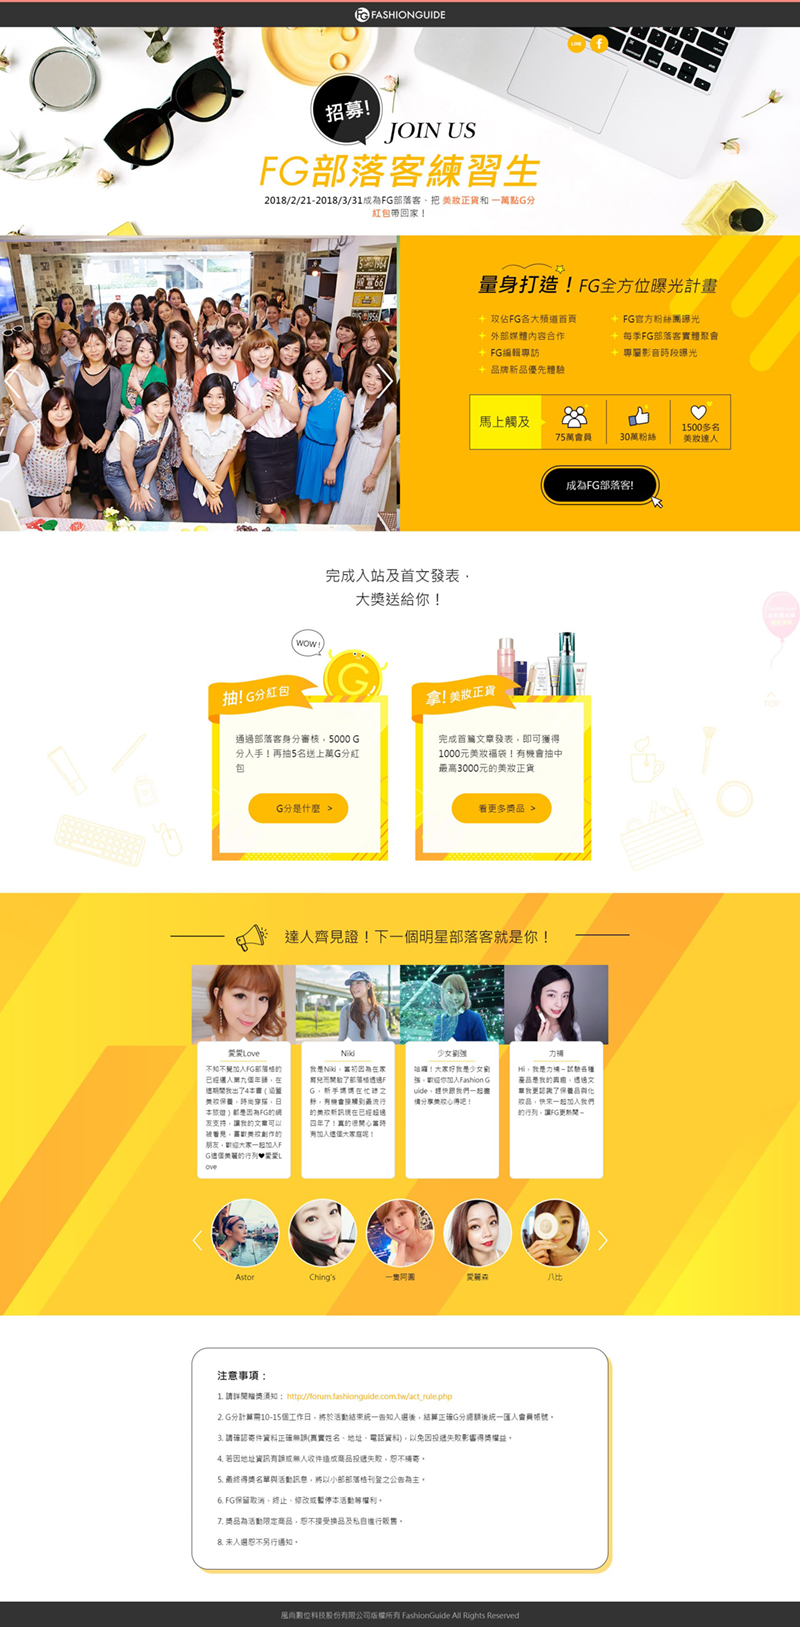 FG FASHIONGUIDE
LINE f
招募!
JOIN US
FG部落客練習生
2018/2/21-2018/3/31成為FG部落客、把 美妝正貨和 一萬點G分
紅包帶回家！
量身打造！FG全方位曝光計畫
攻佔FG各大頻道首頁
外部媒體內容合作
FG編輯專訪
品牌新品優先體驗
FG官方粉絲團曝光
每季FG部落客實體聚會
專屬影音時段曝光
馬上觸及
75萬會員
30萬粉絲
1500多名
美妝達人
成為FG部落客!
完成入站及首文發表，
大獎送給你！
WOW!
G
抽! G分紅包
通過部落客身分審核，5000 G
分入手！再抽5名送上萬G分紅
包
G分是什麼 >
拿! 美妝正貨
完成首篇文章發表，即可獲得
1000元美妝福袋！有機會抽中
最高3000元的美妝正貨
看更多獎品 >
TOP
達人齊見證！下一個明星部落客就是你！
愛愛Love
不知不覺加入FG部落格的
已經邁入第九個年頭，在
這期間我出了4本書（涵蓋
美妝保養，時尚穿搭，日
本旅遊）都是因為FG的網
友支持，讓我的文章可以
被看見，喜歡美妝創作的
朋友，歡迎大家一起加入F
G這個美麗的行列♥愛愛L
ove
Niki
我是Niki，當初因為在家
育兒而開始了部落格透過F
G，新手媽媽在忙碌之
餘，有機會接觸到最流行
的美妝新訊現在已經超過
四年了！真的很開心當時
有加入這個大家庭呢！
少女劉強
哈囉！大家好我是少女劉
強，歡迎你加入Fashion G
uide，趕快跟我們一起盡
情分享美妝心得吧！
力補
Hi，我是力補～試驗各種
產品是我的興趣，透過文
章我更認識了保養品與化
妝品，快來一起加入我們
的行列，讓FG更熱鬧～
Astor
Ching's
一隻阿圓
愛麗森
八比
注意事項：
1. 請詳閱贈獎須知： http://forum.fashionguide.com.tw/act_rule.php
2. G分計算需10-15個工作日，將於活動結束統一告知入選後，結算正確G分總額後統一匯入會員帳號。
3. 請確認寄件資料正確無誤(真實姓名、地址、電話資料)，以免因投遞失敗影響得獎權益。
4. 若因地址資訊有誤或無人收件造成商品投遞失敗，恕不補寄。
5. 最終得獎名單與活動訊息，將以小部部落格刊登之公告為主。
6. FG保留取消、終止、修改或暫停本活動等權利。
7. 獎品為活動限定商品，恕不接受換品及私自進行販售。
8. 未入選恕不另行通知。
風尚數位科技股份有限公司版權所有 FashionGuide All Rights Reserved